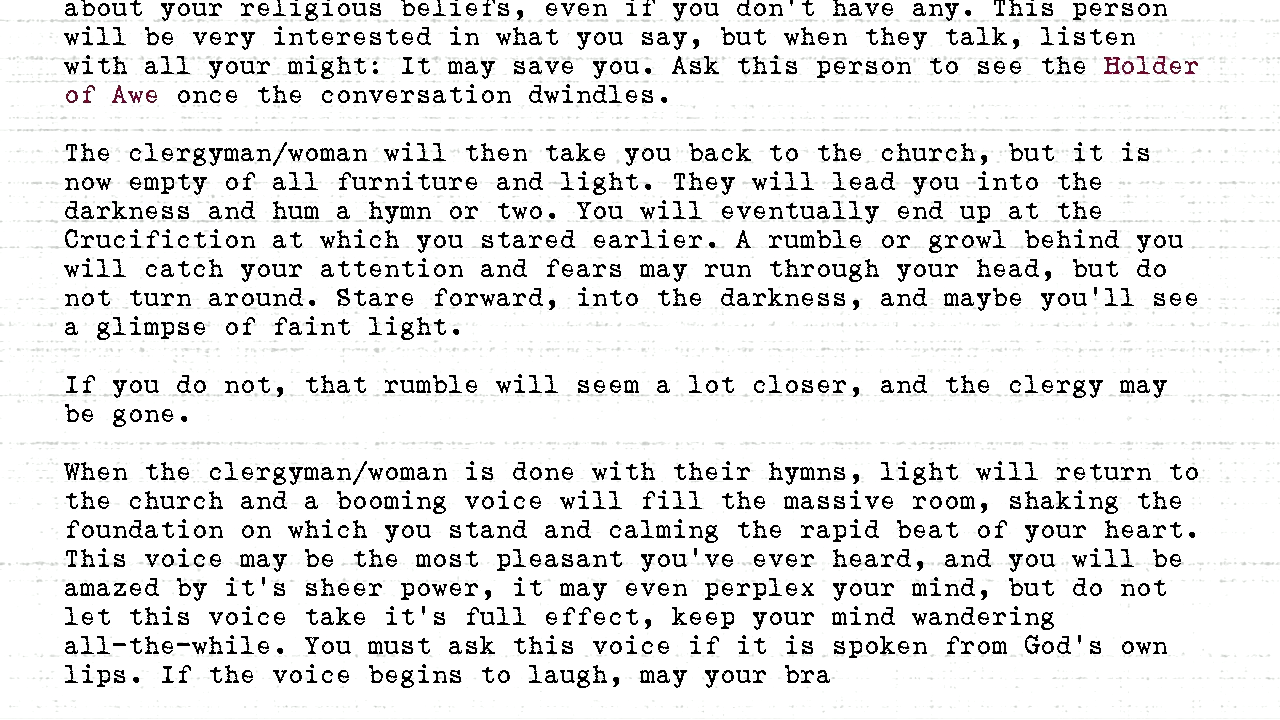 about your religious beliefs, even if you don't have any. This person
will be very interested in what you say, but when they talk, listen
with all your might: It may save you. Ask this person to see the Holder
of Awe once the conversation dwindles.
The clergyman/woman will then take you back to the church, but it is
now empty of all furniture and light. They will lead you into the
darkness and hum a hymn or two. You will eventually end up at the
Crucifiction at which you stared earlier. A rumble or growl behind you
will catch your attention and fears may run through your head, but do
not turn around. Stare forward, into the darkness, and maybe you'll see
a glimpse of faint light.
If you do not, that rumble will seem a lot closer, and the clergy may
be gone.
When the clergyman/woman is done with their hymns, light will return to
the church and a booming voice will fill the massive room, shaking the
foundation on which you stand and calming the rapid beat of your heart.
This voice may be the most pleasant you've ever heard, and you will be
amazed by it's sheer power, it may even perplex your mind, but do not
let this voice take it's full effect, keep your mind wandering
all-the-while. You must ask this voice if it is spoken from God's own
lips. If the voice begins to laugh, may your bra